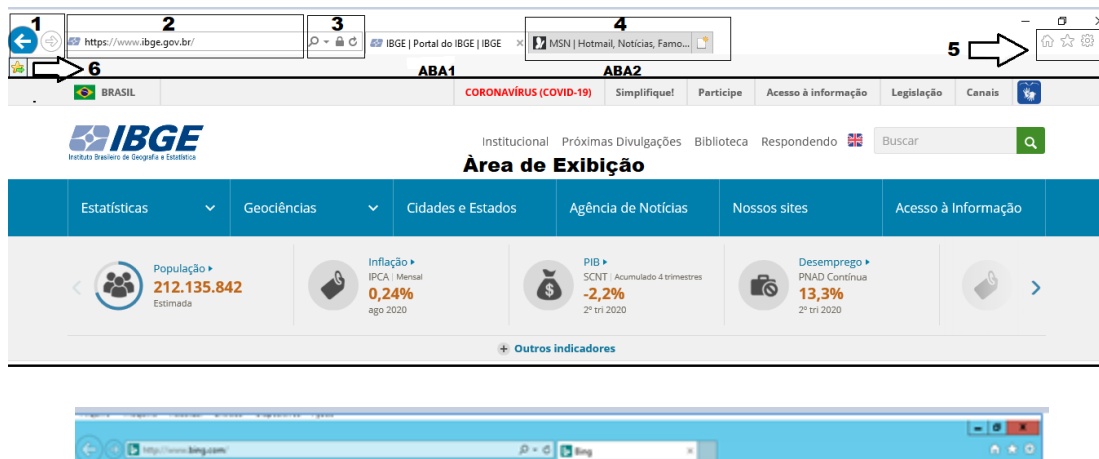 1 2 3 4
https://www.ibge.gov.br/ IBGE | Portal do IBGE | IBGE MSN | Hotmail, Notícias, Famo...
5
6 ABA1 ABA2
BRASIL CORONAVÍRUS (COVID-19) Simplifique! Participe Acesso à informação Legislação Canais
IBGE
Instituto Brasileiro de Geografia e Estatística
Institucional Próximas Divulgações Biblioteca Respondendo Buscar
Àrea de Exibição
Estatísticas Geociências Cidades e Estados Agência de Notícias Nossos sites Acesso à Informação
População
212.135.842
Estimada
Inflação
IPCA | Mensal
0,24%
ago 2020
PIB
SCNT | Acumulado 4 trimestres
-2,2%
2º tri 2020
Desemprego
PNAD Contínua
13,3%
2º tri 2020
Outros indicadores
http://www.bing.com/ Bing